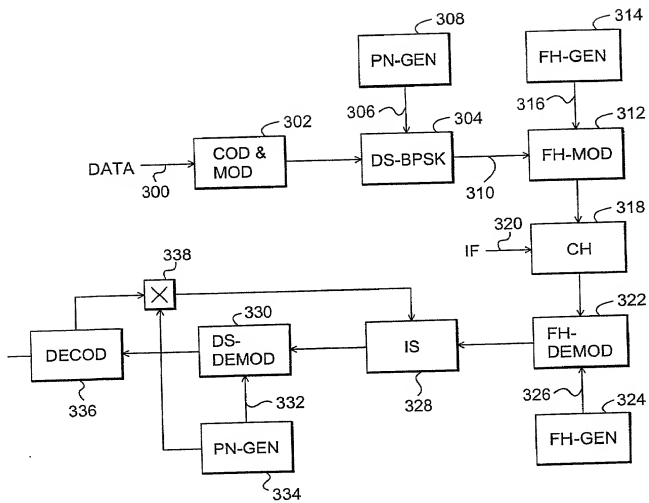 308
314
PN-GEN
FH-GEN
306
316
302
304
312
DATA
300
COD &
MOD
DS-BPSK
310
FH-MOD
318
320
IF
CH
338
330
322
DECOD
DS-
DEMOD
IS
FH-
DEMOD
336
332
328
326
324
PN-GEN
FH-GEN
334